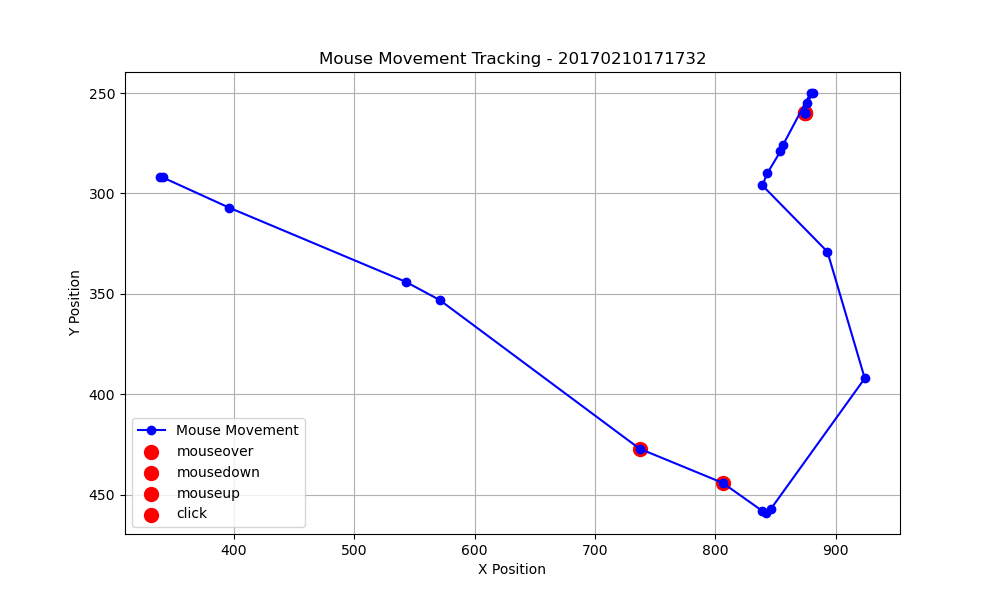 Mouse Movement Tracking - 20170210171732
250
300
350
400
450
Y Position
Mouse Movement
mouseover
mousedown
mouseup
click
400
500
600
700
800
900
X Position